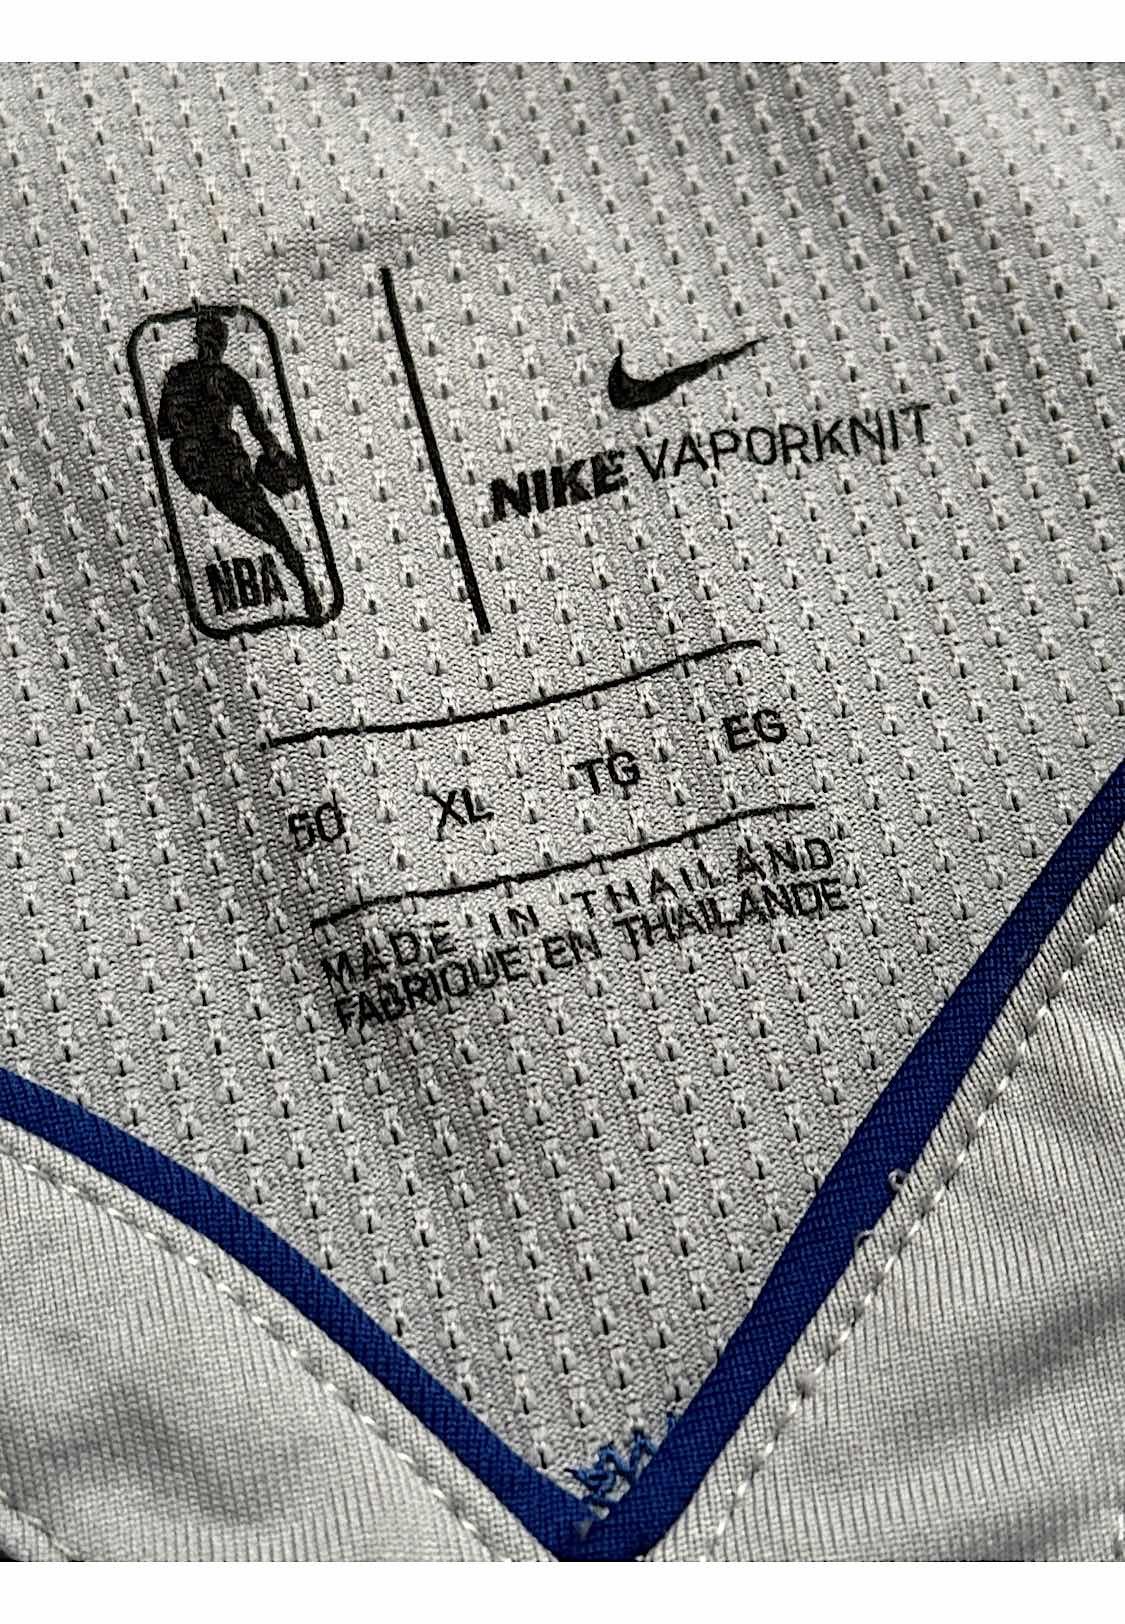 NBA
NIKE VAPORKNIT
50 XL TG EG
MADE IN THAILAND
FABRIQUE EN THAILANDE